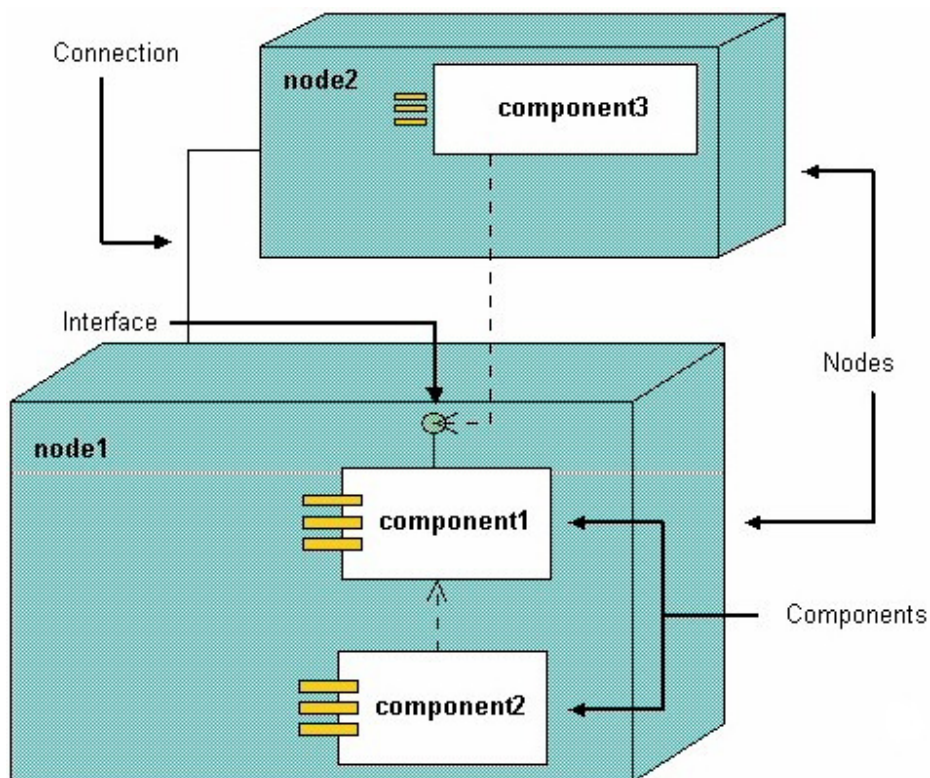 Connection
node2
component3
Interface
Nodes
node1
component1
Components
component2